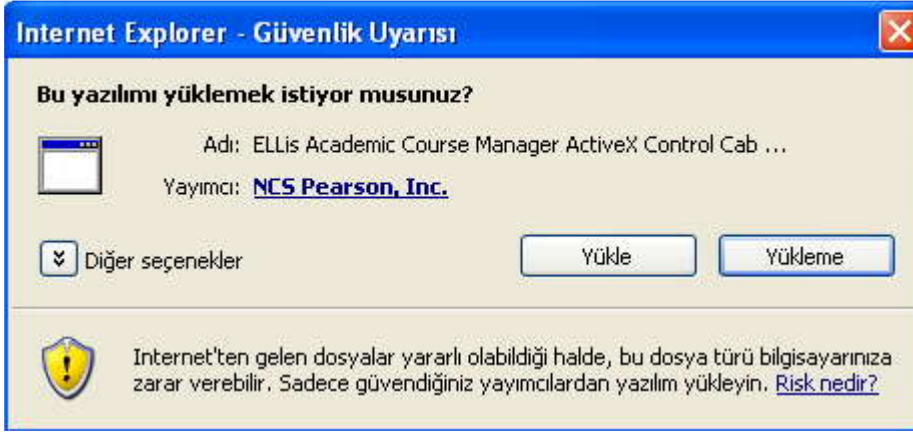 Internet Explorer - Güvenlik Uyarısı
Bu yazılımı yüklemek istiyor musunuz?
Adı: ELLis Academic Course Manager ActiveX Control Cab ...
Yayımcı: NCS Pearson, Inc.
Diğer seçenekler
Yükle
Yükleme
Internet'ten gelen dosyalar yararlı olabildiği halde, bu dosya türü bilgisayarınıza
zarar verebilir. Sadece güvendiğiniz yayımcılardan yazılım yükleyin. Risk nedir?